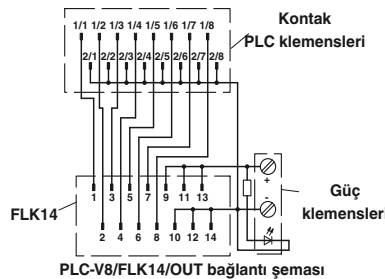 Kontak
PLC klemensleri
1/1 1/2 1/3 1/4 1/5 1/6 1/7 1/8
2/1 2/2 2/3 2/4 2/5 2/6 2/7 2/8
1 3 5 7 9 11 13
+
-
FLK14
2 4 6 8 10 12 14
Güç
klemensleri
PLC-V8/FLK14/OUT bağlantı şeması